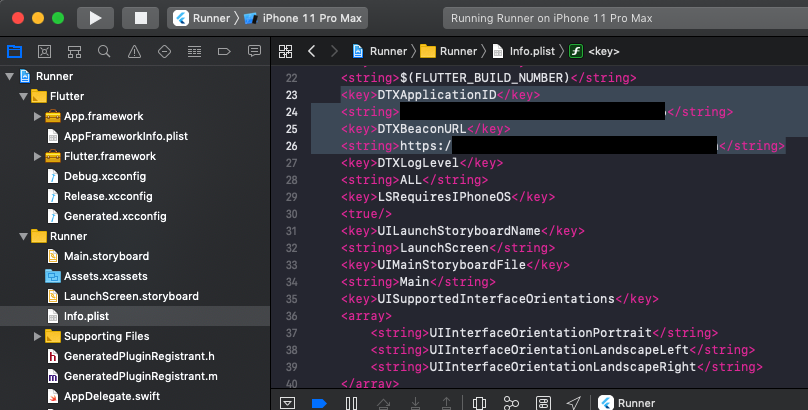 Runner
iPhone 11 Pro Max
Running Runner on iPhone 11 Pro Max
Runner
Runner
Info.plist
<key>
Runner
Flutter
App.framework
AppFrameworkInfo.plist
Flutter.framework
Debug.xcconfig
Release.xcconfig
Generated.xcconfig
Runner
Main.storyboard
Assets.xcassets
LaunchScreen.storyboard
Info.plist
Supporting Files
GeneratedPluginRegistrant.h
GeneratedPluginRegistrant.m
AppDelegate.swift
22 <string>$(FLUTTER_BUILD_NUMBER)</string>
23 <key>DTXApplicationID</key>
24 <string></string>
25 <key>DTXBeaconURL</key>
26 <string>https:/</string>
27 <key>DTXLogLevel</key>
28 <string>ALL</string>
29 <key>LSRequiresIPhoneOS</key>
30 <true/>
31 <key>UILaunchStoryboardName</key>
32 <string>LaunchScreen</string>
33 <key>UIMainStoryboardFile</key>
34 <string>Main</string>
35 <key>UISupportedInterfaceOrientations</key>
36 <array>
37 <string>UIInterfaceOrientationPortrait</string>
38 <string>UIInterfaceOrientationLandscapeLeft</string>
39 <string>UIInterfaceOrientationLandscapeRight</string>
40 </array>
Runner